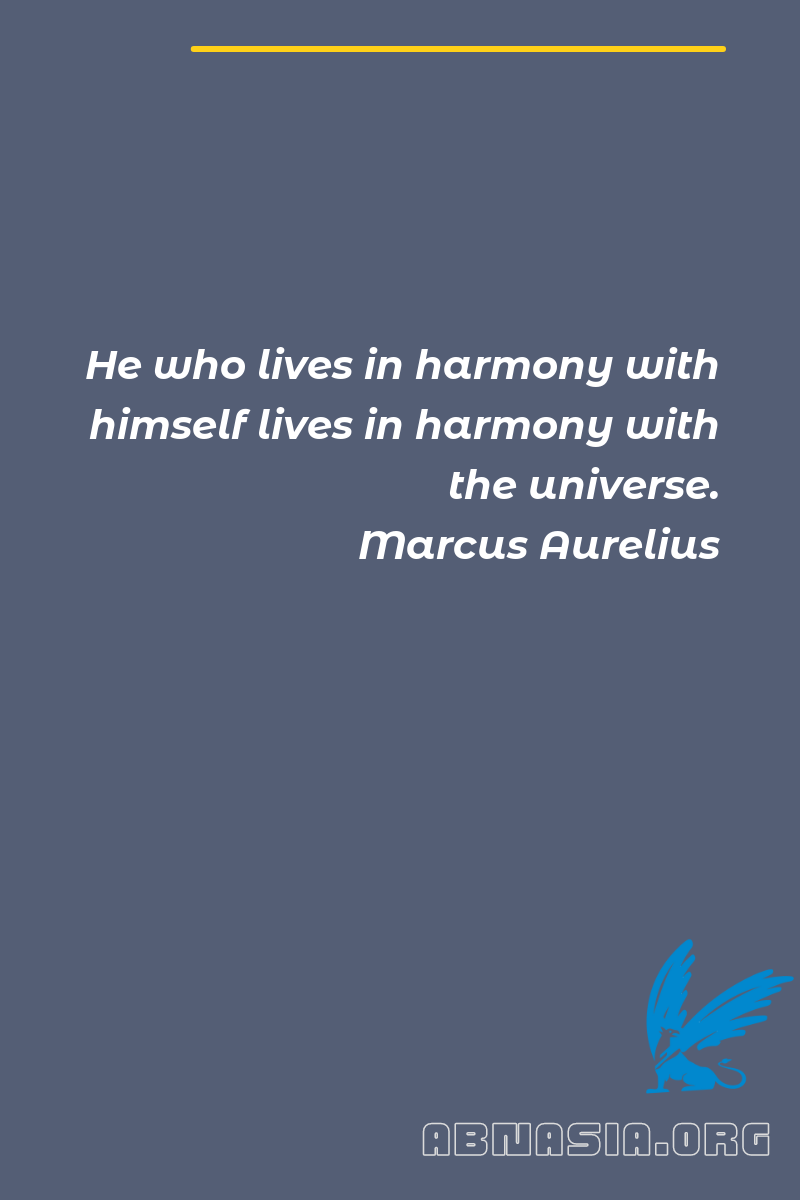 He who lives in harmony with
himself lives in harmony with
the universe.
Marcus Aurelius
ABNASIA.ORG